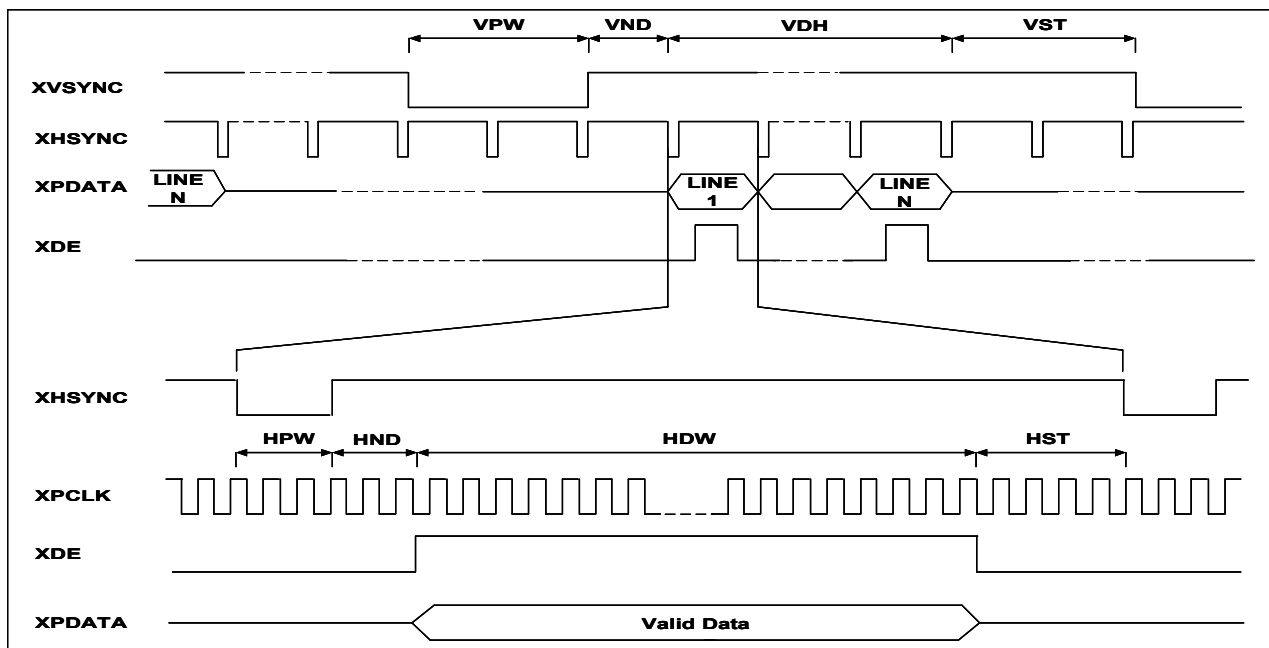 VPW VND VDH VST
XVSYNC
XHSYNC
XPDATA LINE N LINE 1 LINE N
XDE
XHSYNC
HPW HND HDW HST
XPCLK
XDE
XPDATA Valid Data